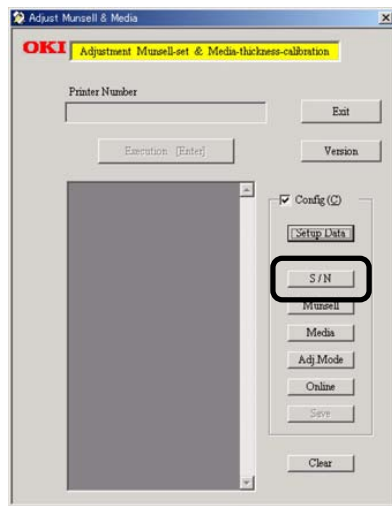 Adjust Munsell & Media
OKI
Adjustment Munsell-set & Media-thickness-calibration
Printer Number
Exit
Execution [Enter]
Version
Config (C)
Setup Data
S / N
Munsell
Media
Adj.Mode
Online
Save
Clear